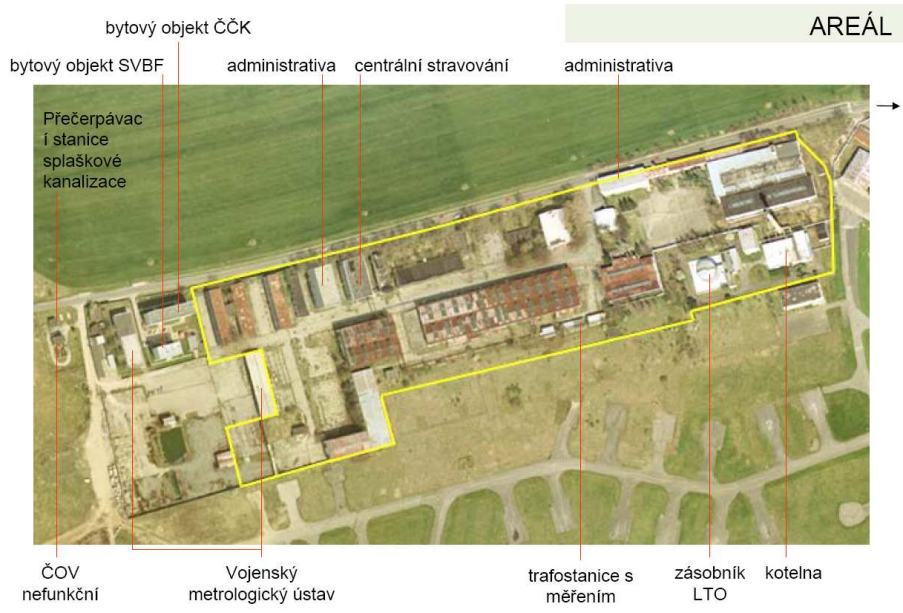 AREÁL
bytový objekt ČČK
bytový objekt SVBF
administrativa
centrální stravování
administrativa
Přečerpávac
í stanice
splaškové
kanalizace
ČOV
nefunkční
Vojenský
metrologický ústav
trafostanice s
měřením
zásobník
LTO
kotelna